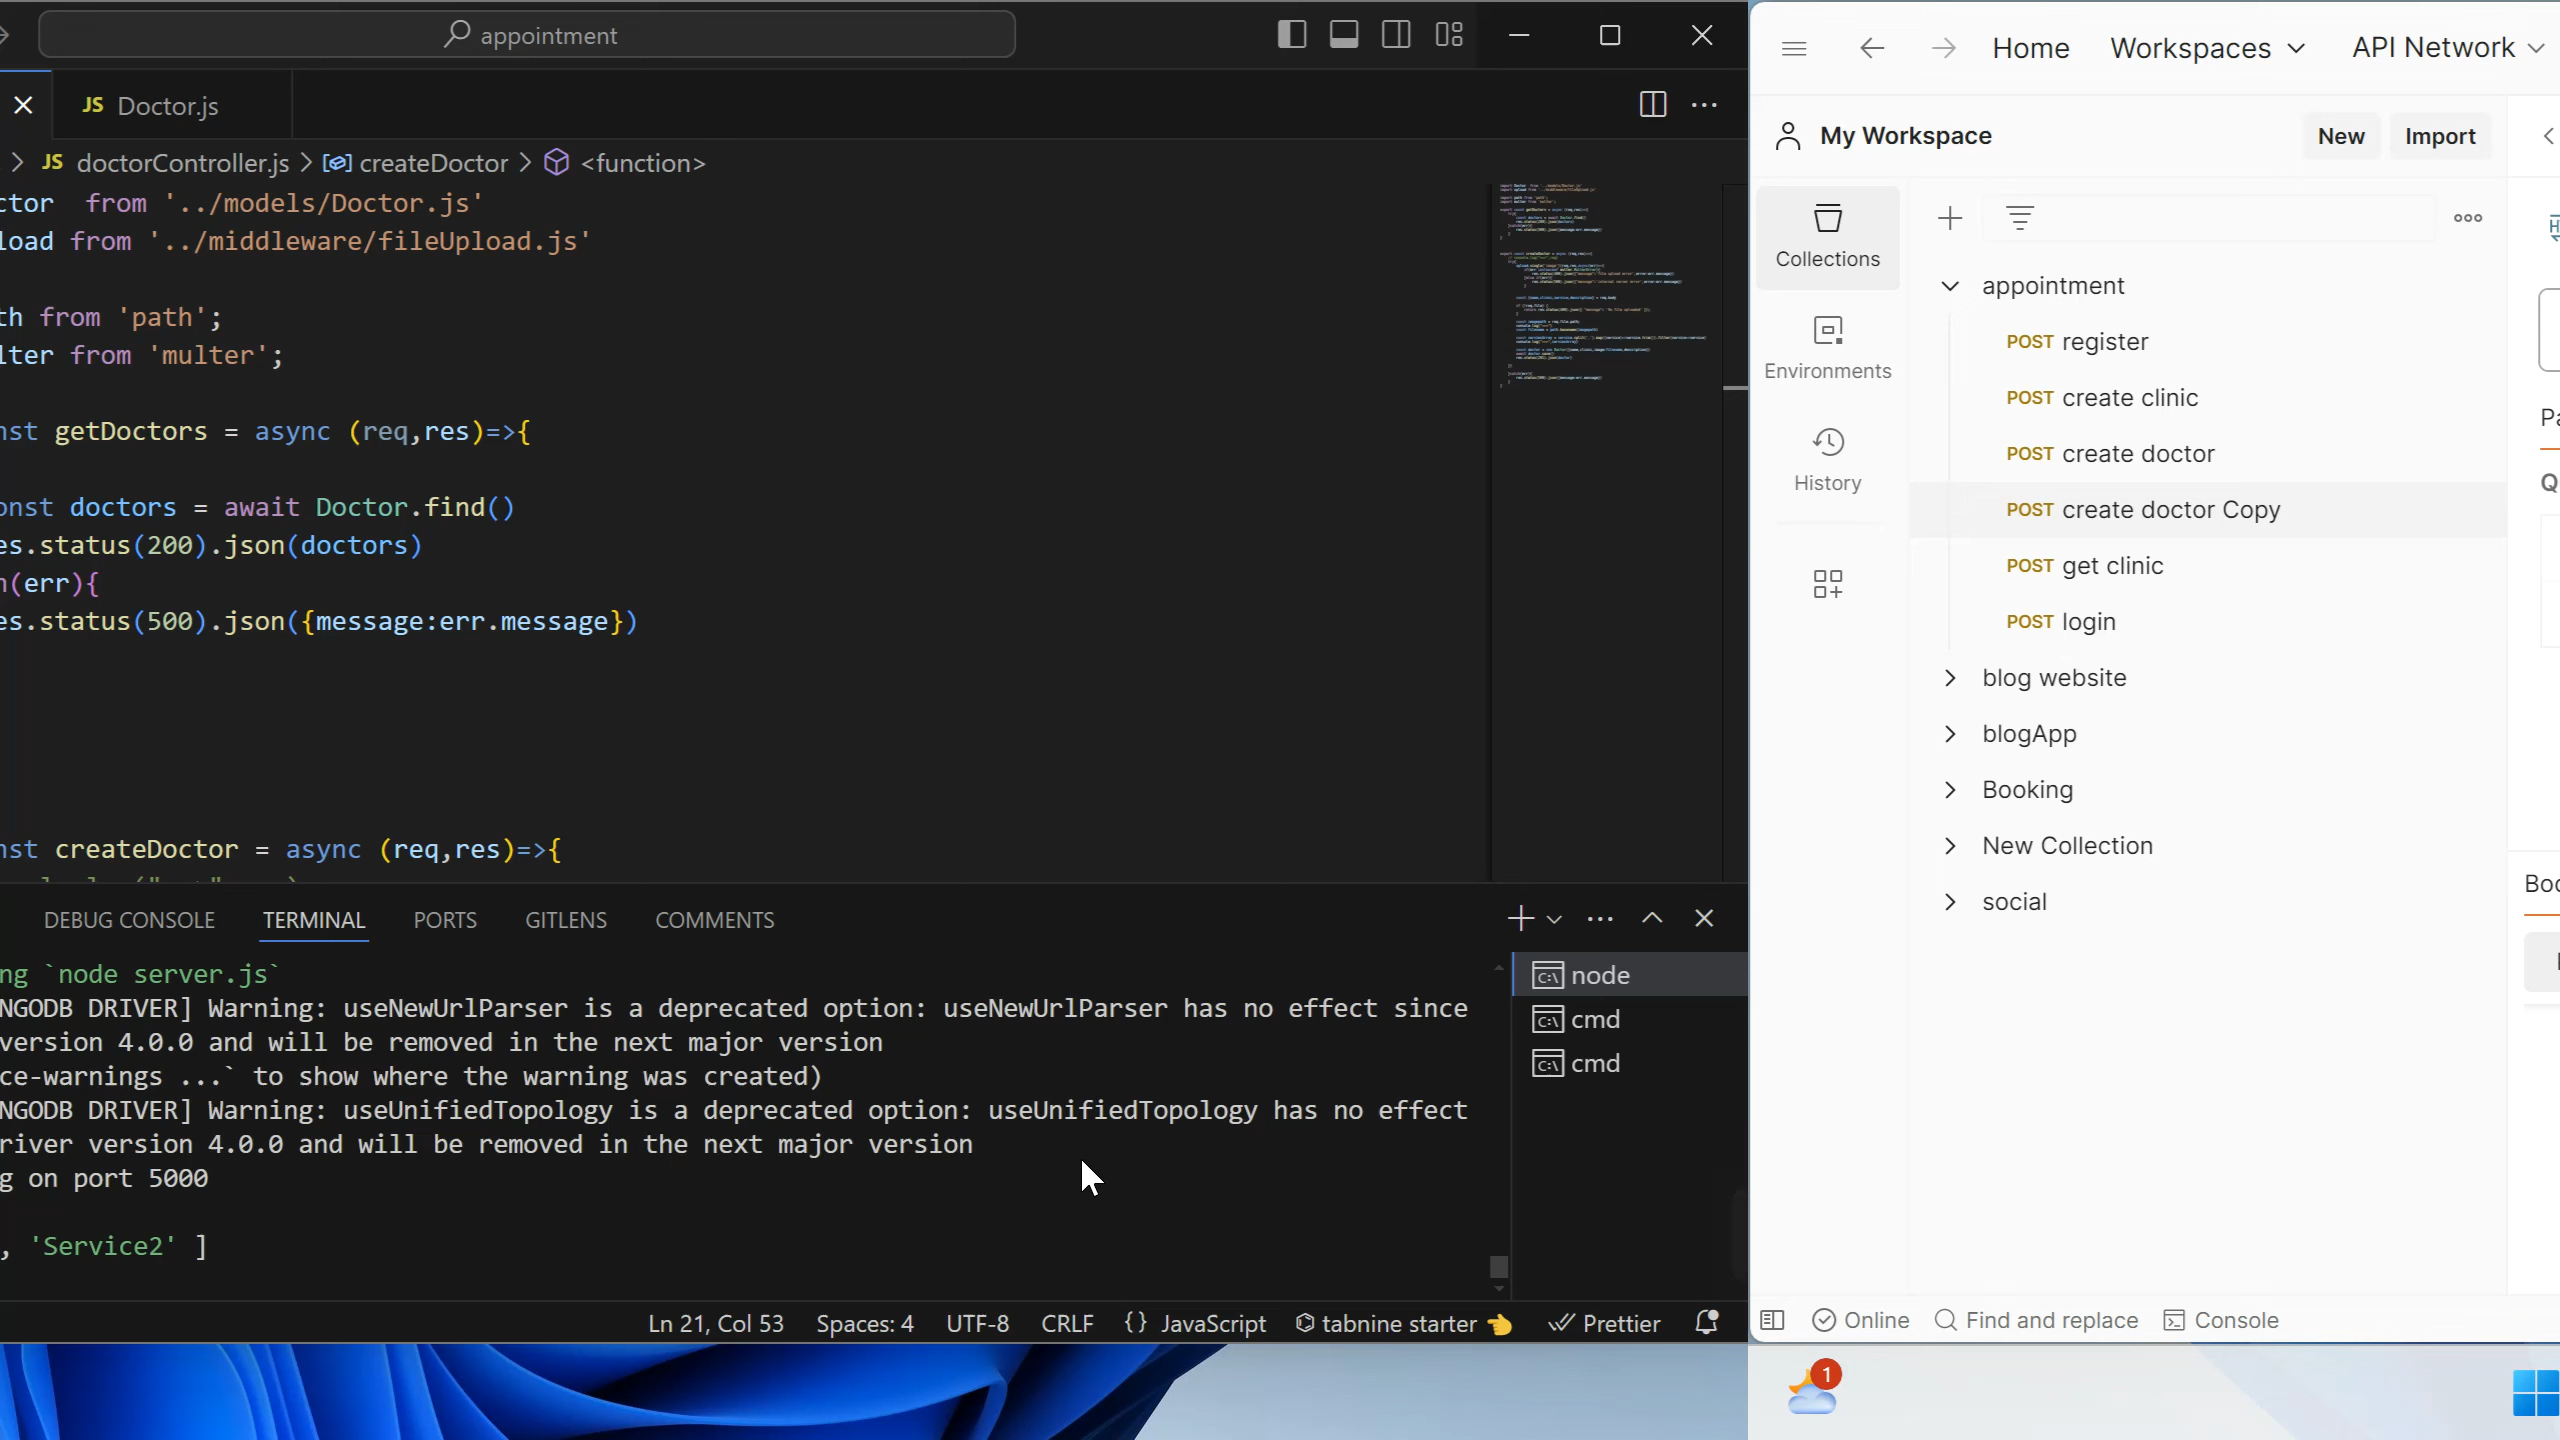 appointment
JS Doctor.js
JS doctorController.js > createDoctor > <function>
ctor  from '../models/Doctor.js'
load from '../middleware/fileUpload.js'
th from 'path';
lter from 'multer';
nst getDoctors = async (req,res)=>{
onst doctors = await Doctor.find()
es.status(200).json(doctors)
h(err){
es.status(500).json({message:err.message})
nst createDoctor = async (req,res)=>{
DEBUG CONSOLE
TERMINAL
PORTS
GITLENS
COMMENTS
ng `node server.js`
NGODB DRIVER] Warning: useNewUrlParser is a deprecated option: useNewUrlParser has no effect since
version 4.0.0 and will be removed in the next major version
ce-warnings ...` to show where the warning was created)
NGODB DRIVER] Warning: useUnifiedTopology is a deprecated option: useUnifiedTopology has no effect
river version 4.0.0 and will be removed in the next major version
g on port 5000
, 'Service2' ]
node
cmd
cmd
Ln 21, Col 53
Spaces: 4
UTF-8
CRLF
{} JavaScript
tabnine starter
Prettier
Home
Workspaces
API Network
My Workspace
New
Import
Collections
Environments
History
appointment
POST register
POST create clinic
POST create doctor
POST create doctor Copy
POST get clinic
POST login
blog website
blogApp
Booking
New Collection
social
Online
Find and replace
Console
1